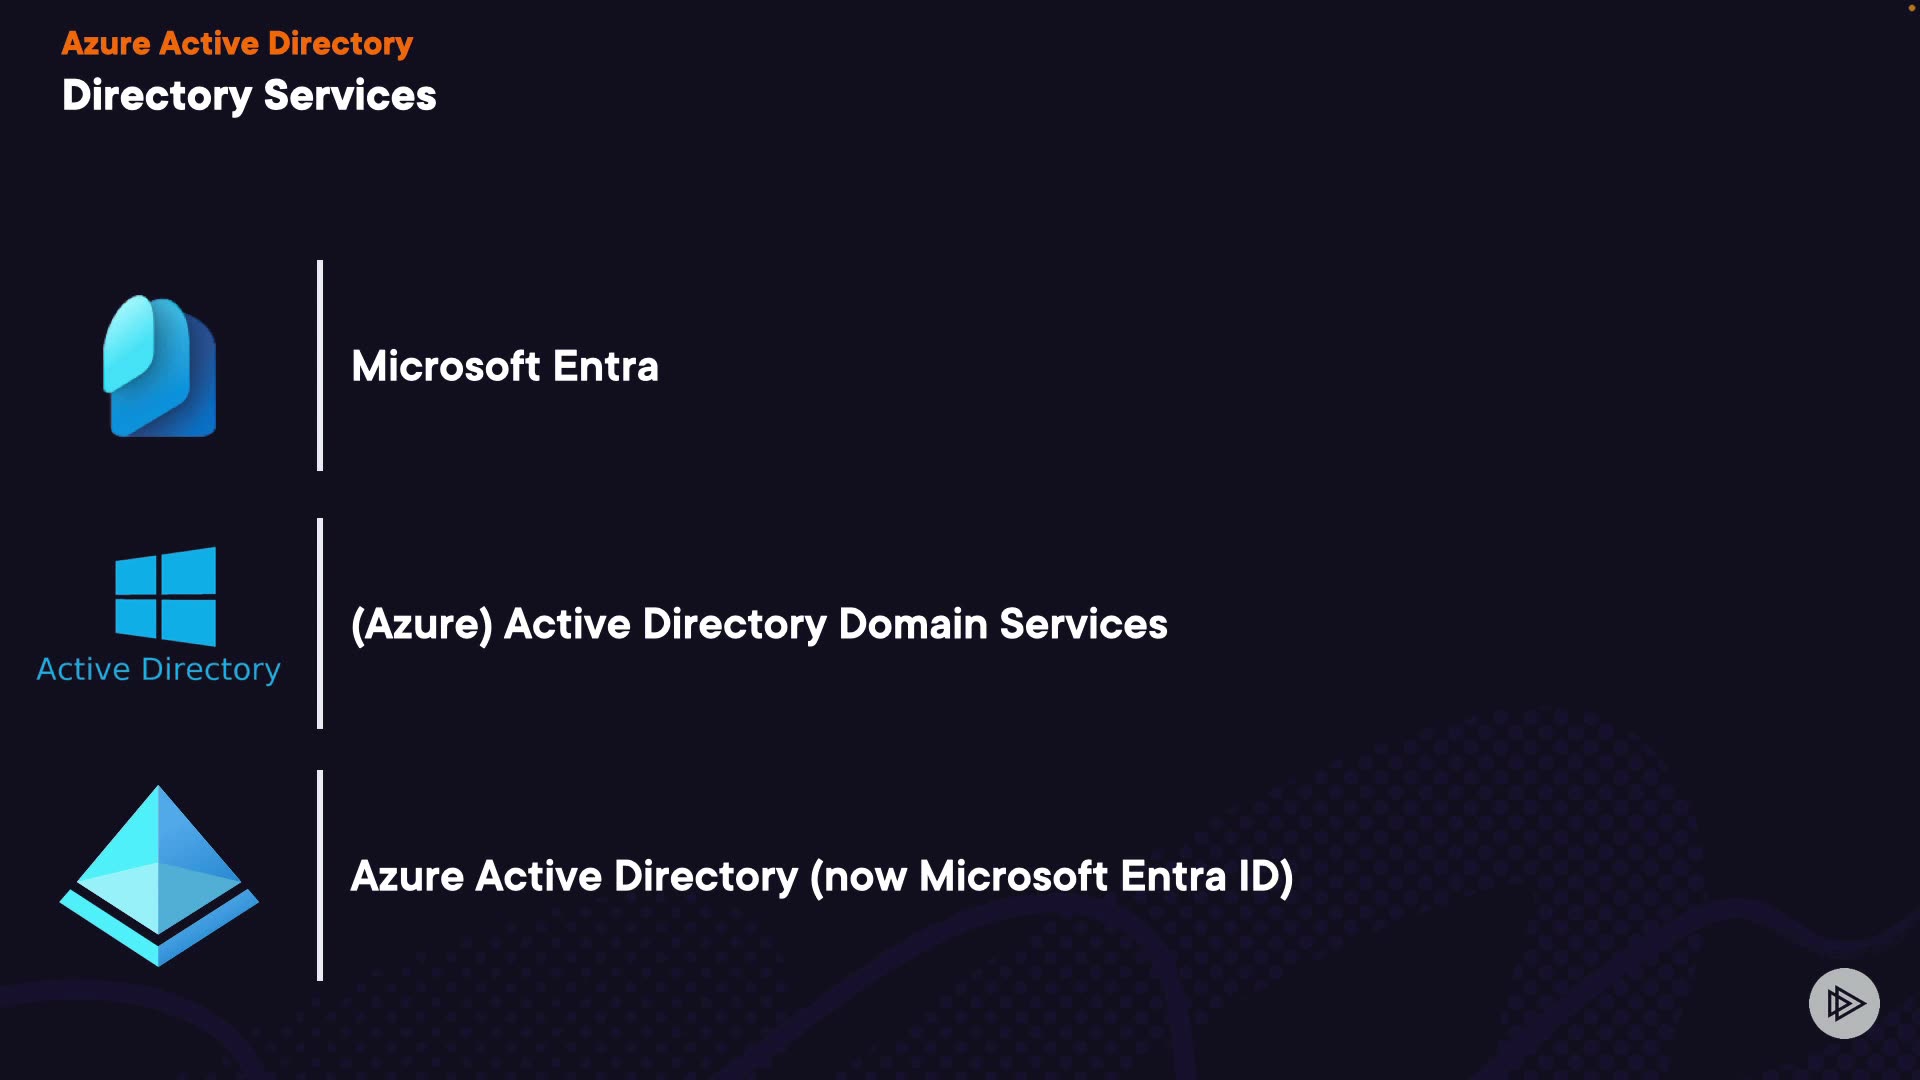 Azure Active Directory
Directory Services
Microsoft Entra
Active Directory
(Azure) Active Directory Domain Services
Azure Active Directory (now Microsoft Entra ID)